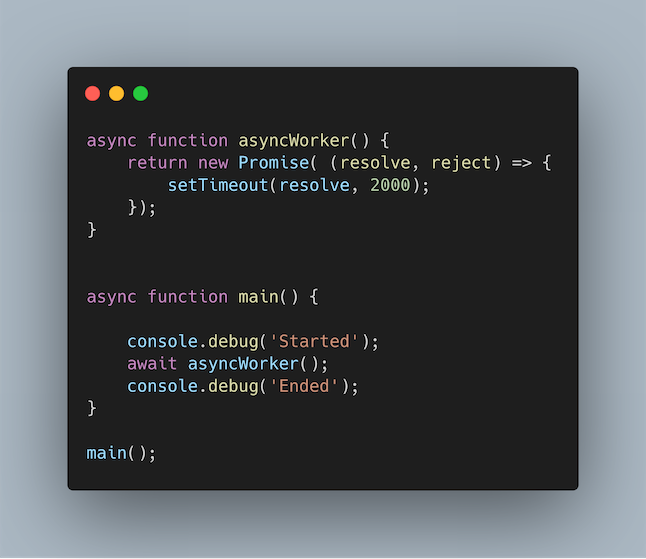 async function asyncWorker() {
    return new Promise( (resolve, reject) => {
        setTimeout(resolve, 2000);
    });
}
async function main() {
    console.debug('Started');
    await asyncWorker();
    console.debug('Ended');
}
main();